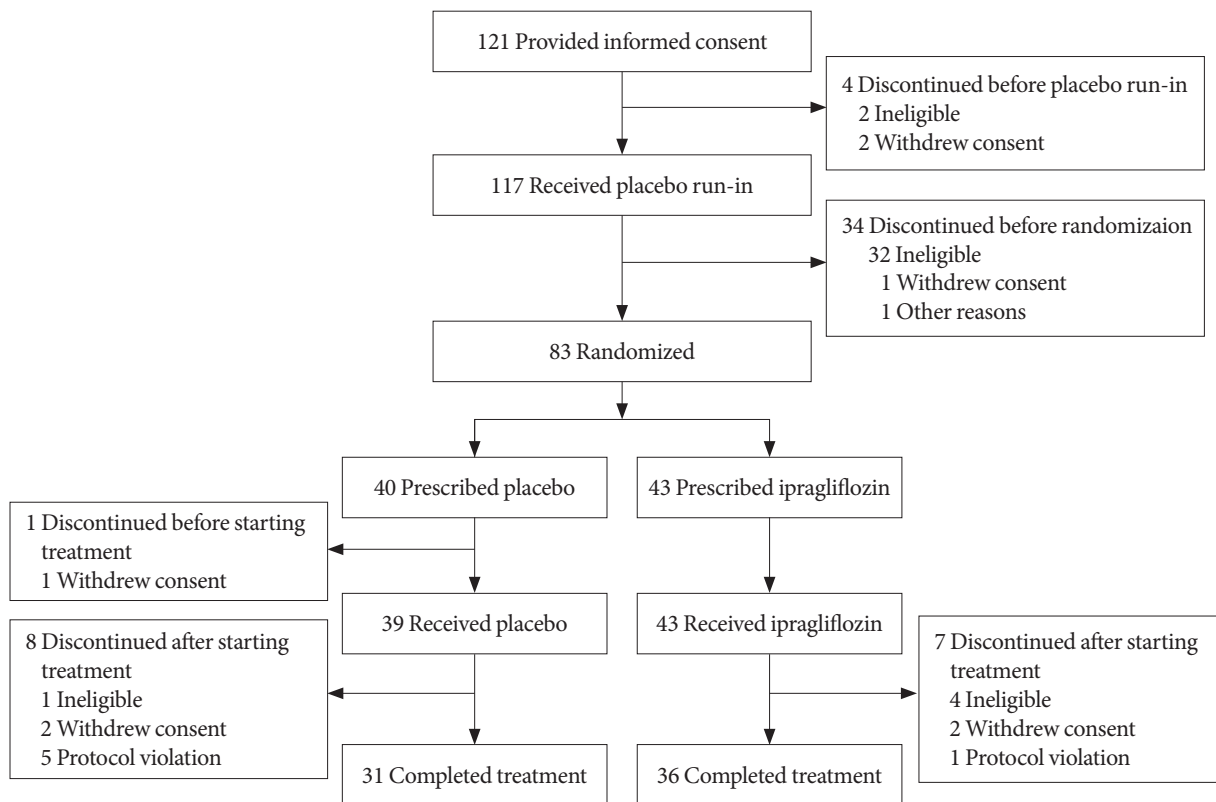 121 Provided informed consent
4 Discontinued before placebo run-in
2 Ineligible
2 Withdrew consent
117 Received placebo run-in
34 Discontinued before randomizaion
32 Ineligible
1 Withdrew consent
1 Other reasons
83 Randomized
40 Prescribed placebo
43 Prescribed ipragliflozin
1 Discontinued before starting
treatment
1 Withdrew consent
39 Received placebo
43 Received ipragliflozin
8 Discontinued after starting
treatment
1 Ineligible
2 Withdrew consent
5 Protocol violation
7 Discontinued after starting
treatment
4 Ineligible
2 Withdrew consent
1 Protocol violation
31 Completed treatment
36 Completed treatment